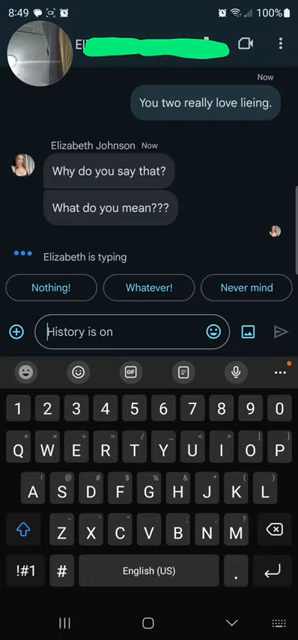 8:49
100%
El
Now
You two really love lieing.
Elizabeth Johnson Now
Why do you say that?
What do you mean???
Elizabeth is typing
Nothing!
Whatever!
Never mind
History is on
GIF
1 2 3 4 5 6 7 8 9 0
Q W E R T Y U I O P
A S D F G H J K L
Z X C V B N M
!#1 # English (US) .